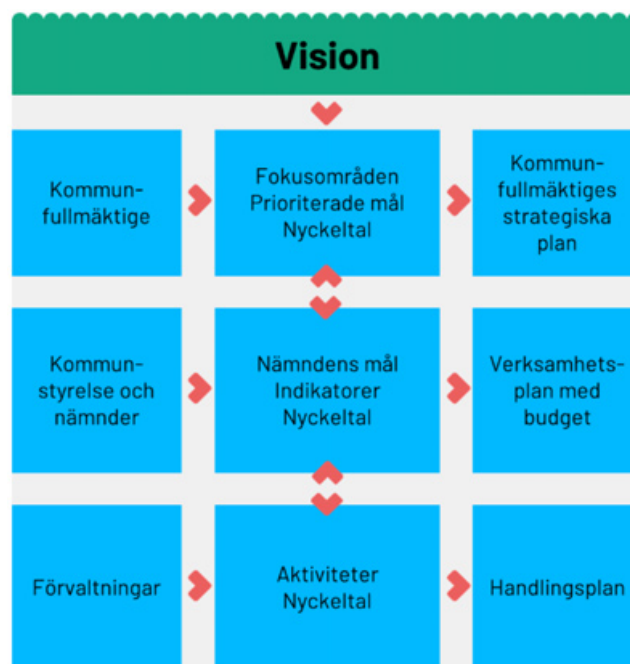 Vision
Kommun-
fullmäktige
Fokusområden
Prioriterade mål
Nyckeltal
Kommun-
fullmäktiges
strategiska
plan
Kommun-
styrelse och
nämnder
Nämndens mål
Indikatorer
Nyckeltal
Verksamhets-
plan med
budget
Förvaltningar
Aktiviteter
Nyckeltal
Handlingsplan